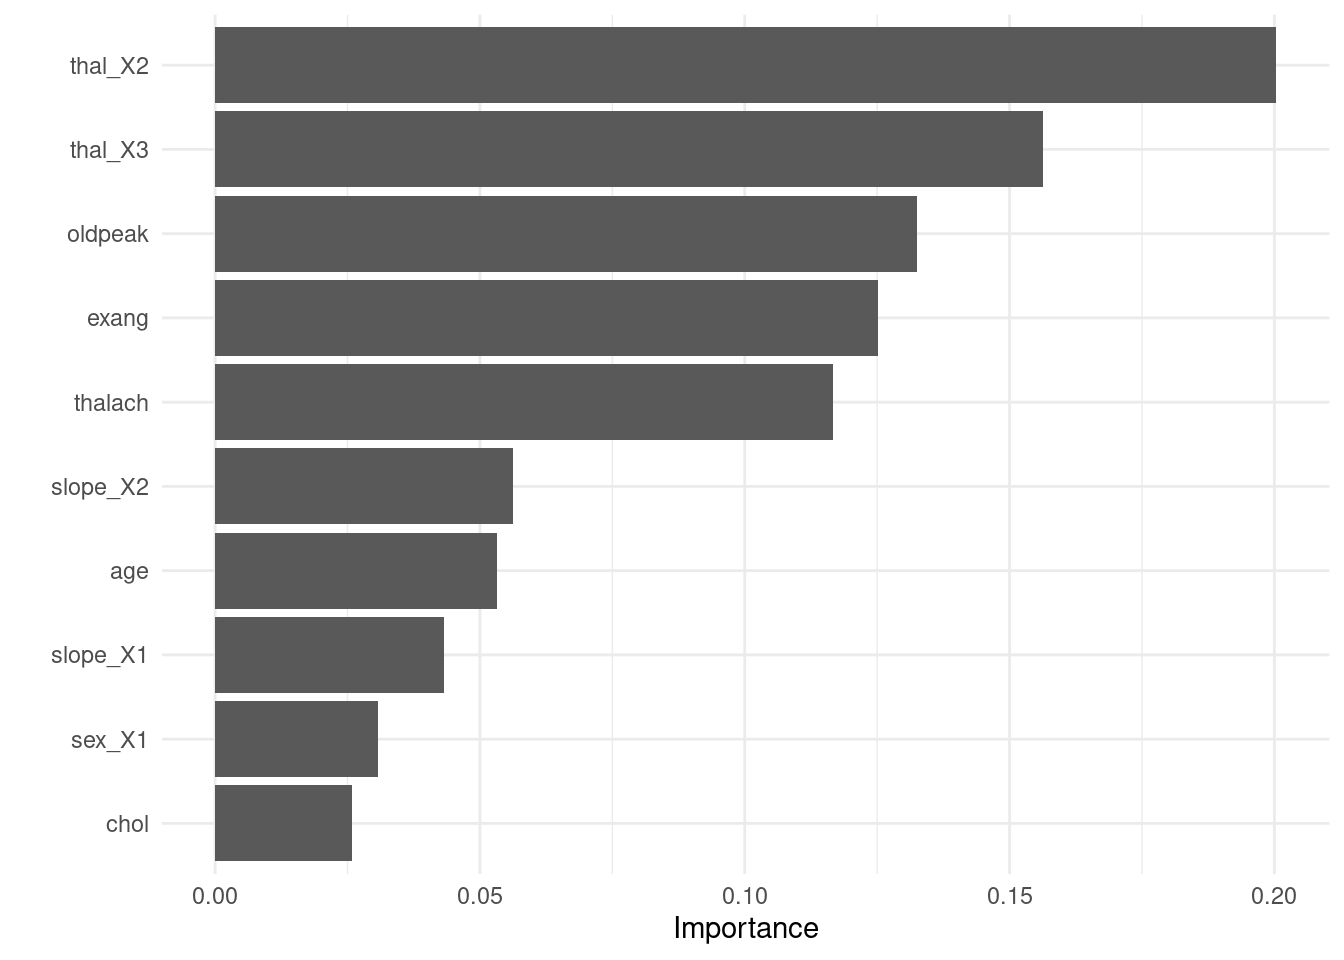 thal_X2
thal_X3
oldpeak
exang
thalach
slope_X2
age
slope_X1
sex_X1
chol
0.00 0.05 0.10 0.15 0.20
Importance